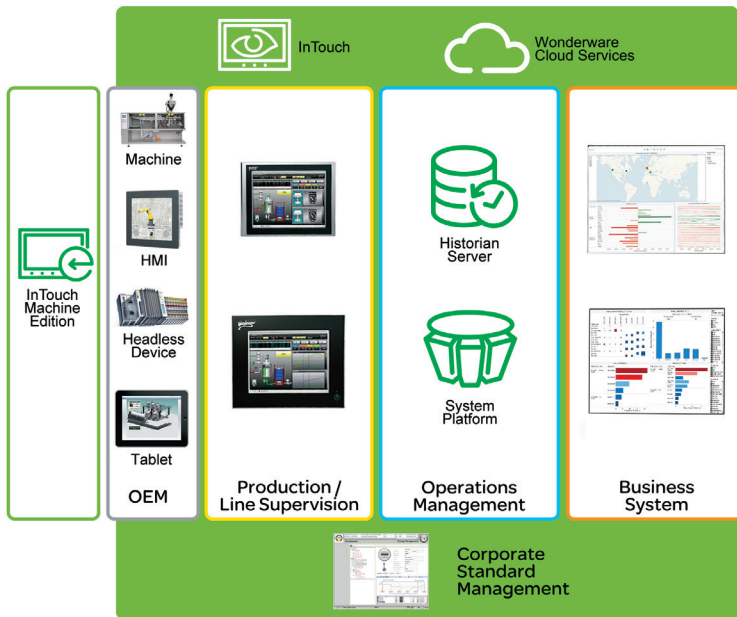 InTouch
Wonderware
Cloud Services
InTouch
Machine
Edition
Machine
HMI
Headless
Device
Tablet
OEM
Production /
Line Supervision
Historian
Server
System
Platform
Operations
Management
Business
System
Corporate
Standard
Management